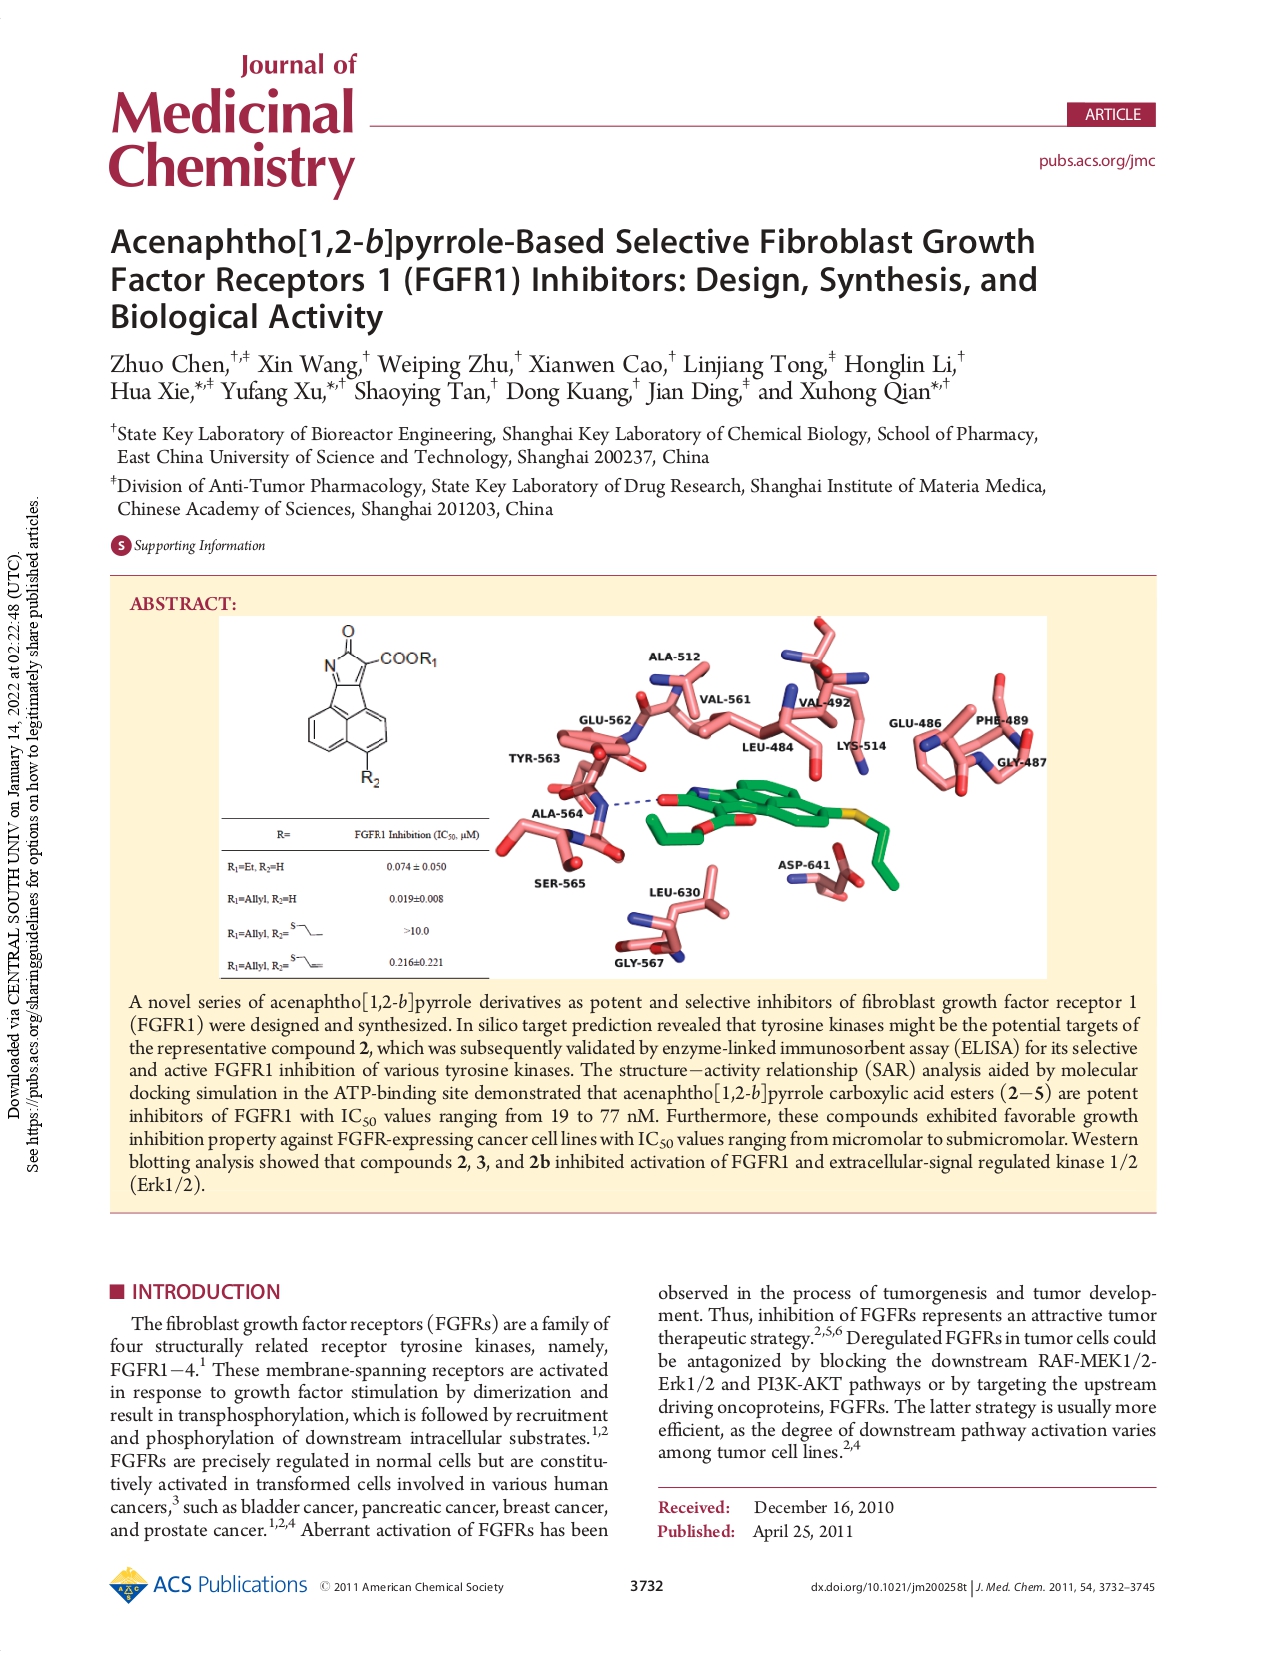 Journal of
Medicinal
Chemistry
ARTICLE
pubs.acs.org/jmc
Acenaphtho[1,2-b]pyrrole-Based Selective Fibroblast Growth
Factor Receptors 1 (FGFR1) Inhibitors: Design, Synthesis, and
Biological Activity
Zhuo Chen,†,‡ Xin Wang,† Weiping Zhu,† Xianwen Cao,† Linjiang Tong,‡ Honglin Li,†
Hua Xie,*,‡ Yufang Xu,*,† Shaoying Tan,† Dong Kuang,† Jian Ding,‡ and Xuhong Qian*,†
†State Key Laboratory of Bioreactor Engineering, Shanghai Key Laboratory of Chemical Biology, School of Pharmacy,
East China University of Science and Technology, Shanghai 200237, China
‡Division of Anti-Tumor Pharmacology, State Key Laboratory of Drug Research, Shanghai Institute of Materia Medica,
Chinese Academy of Sciences, Shanghai 201203, China
S Supporting Information
ABSTRACT:
O
N
COOR1
R2
R=
FGFR1 Inhibition (IC50, μM)
R1=Et, R2=H
0.074 ± 0.050
R1=Allyl, R2=H
0.019±0.008
R1=Allyl, R2= S
>10.0
R1=Allyl, R2= S
0.216±0.221
ALA-512
VAL-561
VAL-492
GLU-562
GLU-486
PHE-489
LEU-484
LYS-514
TYR-563
GLY-487
ALA-564
ASP-641
SER-565
LEU-630
GLY-567
A novel series of acenaphtho[1,2-b]pyrrole derivatives as potent and selective inhibitors of fibroblast growth factor receptor 1
(FGFR1) were designed and synthesized. In silico target prediction revealed that tyrosine kinases might be the potential targets of
the representative compound 2, which was subsequently validated by enzyme-linked immunosorbent assay (ELISA) for its selective
and active FGFR1 inhibition of various tyrosine kinases. The structure−activity relationship (SAR) analysis aided by molecular
docking simulation in the ATP-binding site demonstrated that acenaphtho[1,2-b]pyrrole carboxylic acid esters (2−5) are potent
inhibitors of FGFR1 with IC50 values ranging from 19 to 77 nM. Furthermore, these compounds exhibited favorable growth
inhibition property against FGFR-expressing cancer cell lines with IC50 values ranging from micromolar to submicromolar. Western
blotting analysis showed that compounds 2, 3, and 2b inhibited activation of FGFR1 and extracellular-signal regulated kinase 1/2
(Erk1/2).
INTRODUCTION
The fibroblast growth factor receptors (FGFRs) are a family of
four structurally related receptor tyrosine kinases, namely,
FGFR1−4.1 These membrane-spanning receptors are activated
in response to growth factor stimulation by dimerization and
result in transphosphorylation, which is followed by recruitment
and phosphorylation of downstream intracellular substrates.1,2
FGFRs are precisely regulated in normal cells but are constitu-
tively activated in transformed cells involved in various human
cancers,3 such as bladder cancer, pancreatic cancer, breast cancer,
and prostate cancer.1,2,4 Aberrant activation of FGFRs has been
observed in the process of tumorgenesis and tumor develop-
ment. Thus, inhibition of FGFRs represents an attractive tumor
therapeutic strategy.2,5,6 Deregulated FGFRs in tumor cells could
be antagonized by blocking the downstream RAF-MEK1/2-
Erk1/2 and PI3K-AKT pathways or by targeting the upstream
driving oncoproteins, FGFRs. The latter strategy is usually more
efficient, as the degree of downstream pathway activation varies
among tumor cell lines.2,4
Received: December 16, 2010
Published: April 25, 2011
ACS Publications © 2011 American Chemical Society
3732
dx.doi.org/10.1021/jm200258t | J. Med. Chem. 2011, 54, 3732–3745
Downloaded via CENTRAL SOUTH UNIV on January 14, 2022 at 02:22:48 (UTC).
See https://pubs.acs.org/sharingguidelines for options on how to legitimately share published articles.